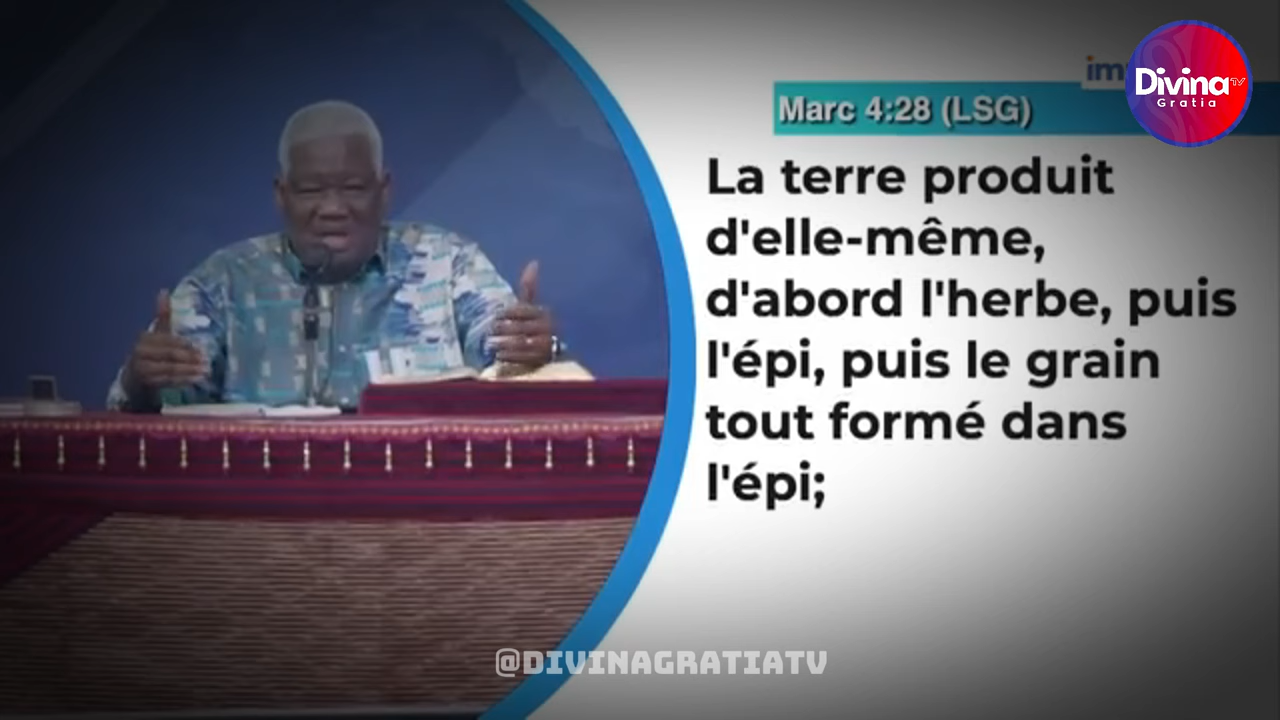 Divina TV
Gratia
Marc 4:28 (LSG)
La terre produit
d'elle-même,
d'abord l'herbe, puis
l'épi, puis le grain
tout formé dans
l'épi;
@DIVINAGRATIATV